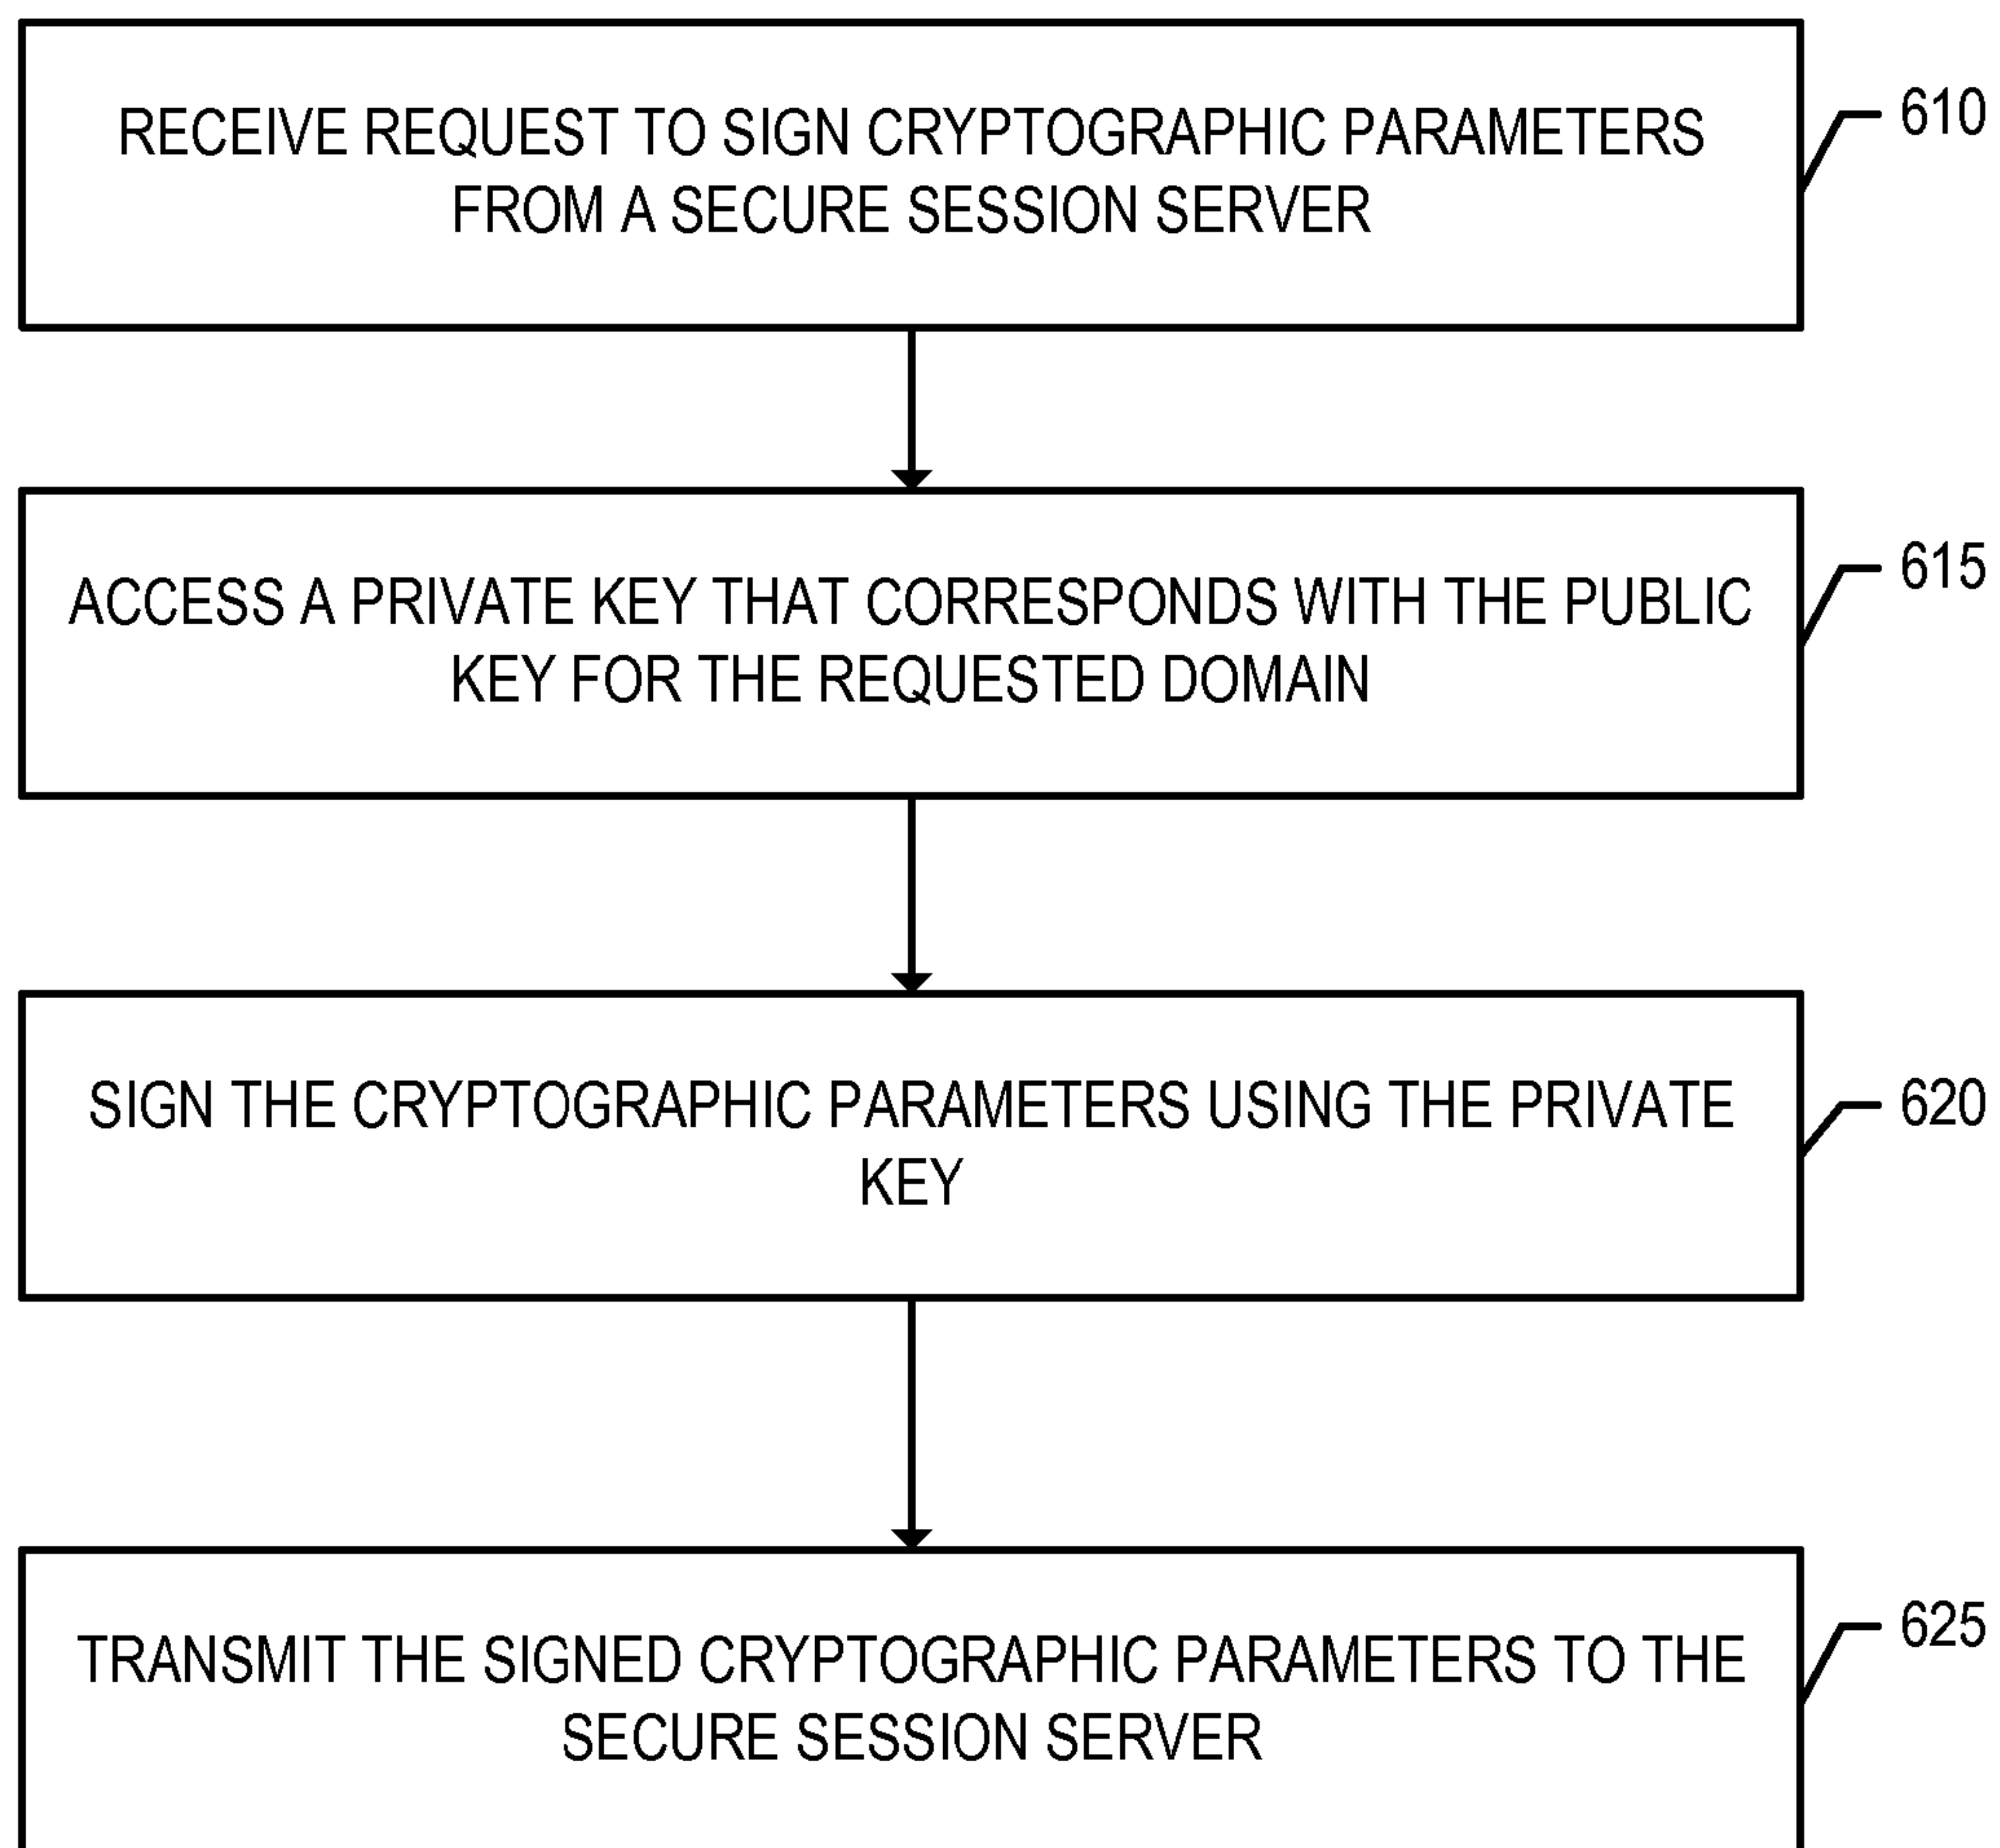 RECEIVE REQUEST TO SIGN CRYPTOGRAPHIC PARAMETERS
FROM A SECURE SESSION SERVER
610
ACCESS A PRIVATE KEY THAT CORRESPONDS WITH THE PUBLIC
KEY FOR THE REQUESTED DOMAIN
615
SIGN THE CRYPTOGRAPHIC PARAMETERS USING THE PRIVATE
KEY
620
TRANSMIT THE SIGNED CRYPTOGRAPHIC PARAMETERS TO THE
SECURE SESSION SERVER
625